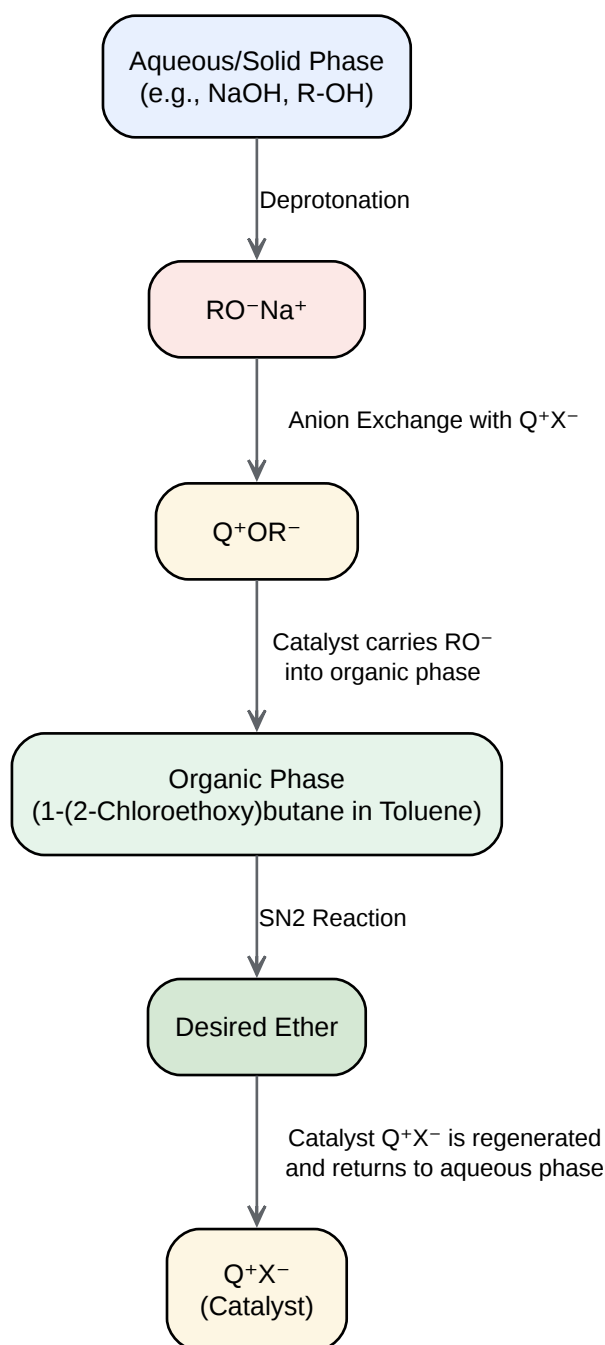 Aqueous/Solid Phase
(e.g., NaOH, R-OH)
Deprotonation
RO⁻Na⁺
Anion Exchange with Q⁺X⁻
Q⁺OR⁻
Catalyst carries RO⁻
into organic phase
Organic Phase
(1-(2-Chloroethoxy)butane in Toluene)
SN2 Reaction
Desired Ether
Catalyst Q⁺X⁻ is regenerated
and returns to aqueous phase
Q⁺X⁻
(Catalyst)